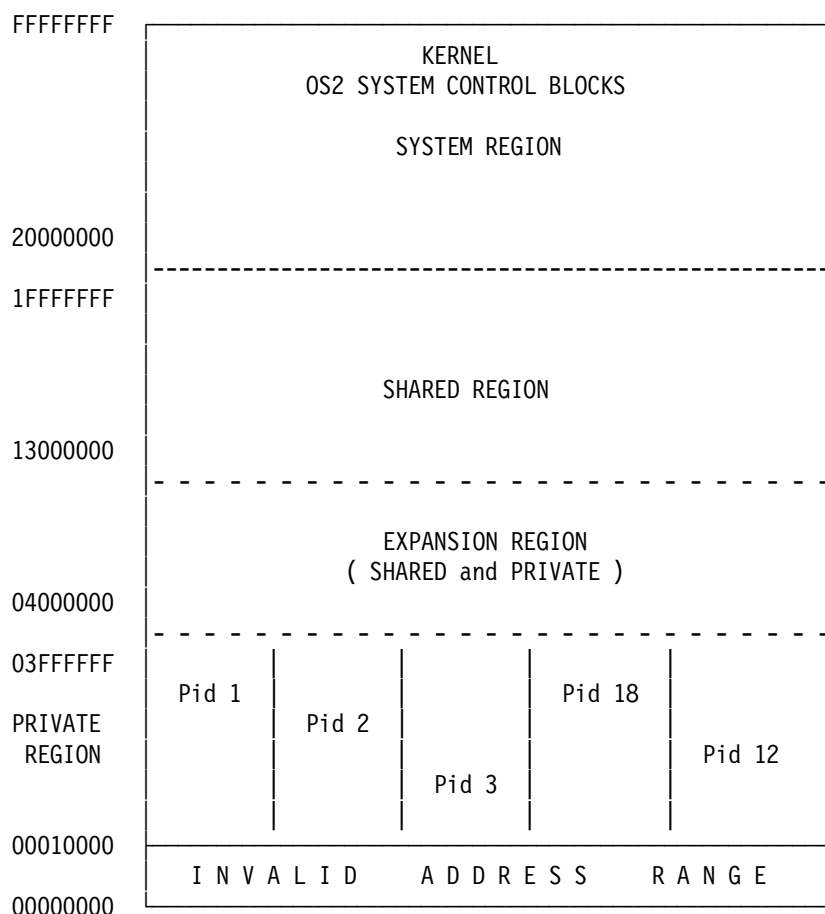 FFFFFFFF
KERNEL
OS2 SYSTEM CONTROL BLOCKS
SYSTEM REGION
20000000
1FFFFFFF
SHARED REGION
13000000
EXPANSION REGION
( SHARED and PRIVATE )
04000000
03FFFFFF
Pid 1 Pid 18
PRIVATE Pid 2
REGION Pid 12
Pid 3
00010000
I N V A L I D A D D R E S S R A N G E
00000000